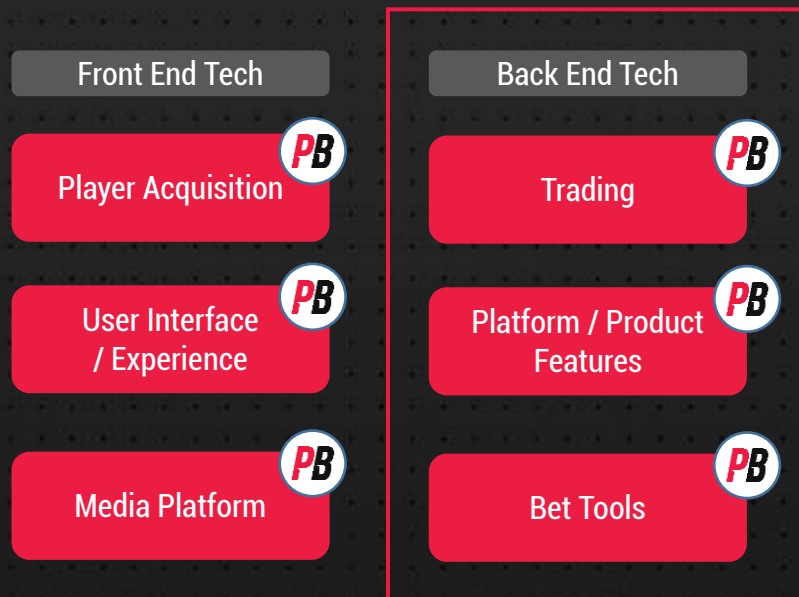 Front End Tech
Player Acquisition
PB
User Interface
/ Experience
PB
Media Platform
PB
Back End Tech
Trading
PB
Platform / Product
Features
PB
Bet Tools
PB